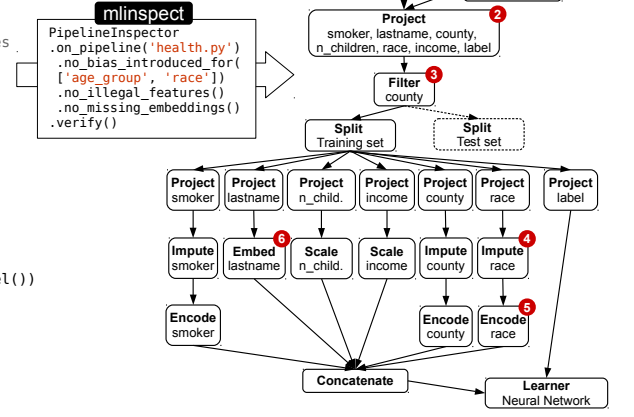 mlinspect
es
PipelineInspector
.on_pipeline('health.py')
.no_bias_introduced_for(
['age_group', 'race'])
.no_illegal_features()
.no_missing_embeddings()
.verify()
el())
2
Project
smoker, lastname, county,
n_children, race, income, label
3
Filter
county
Split
Training set
Split
Test set
Project
smoker
Project
lastname
Project
n_child.
Project
income
Project
county
Project
race
Project
label
Impute
smoker
6
Embed
lastname
Scale
n_child.
Scale
income
Impute
county
4
Impute
race
Encode
smoker
Encode
county
5
Encode
race
Concatenate
Learner
Neural Network